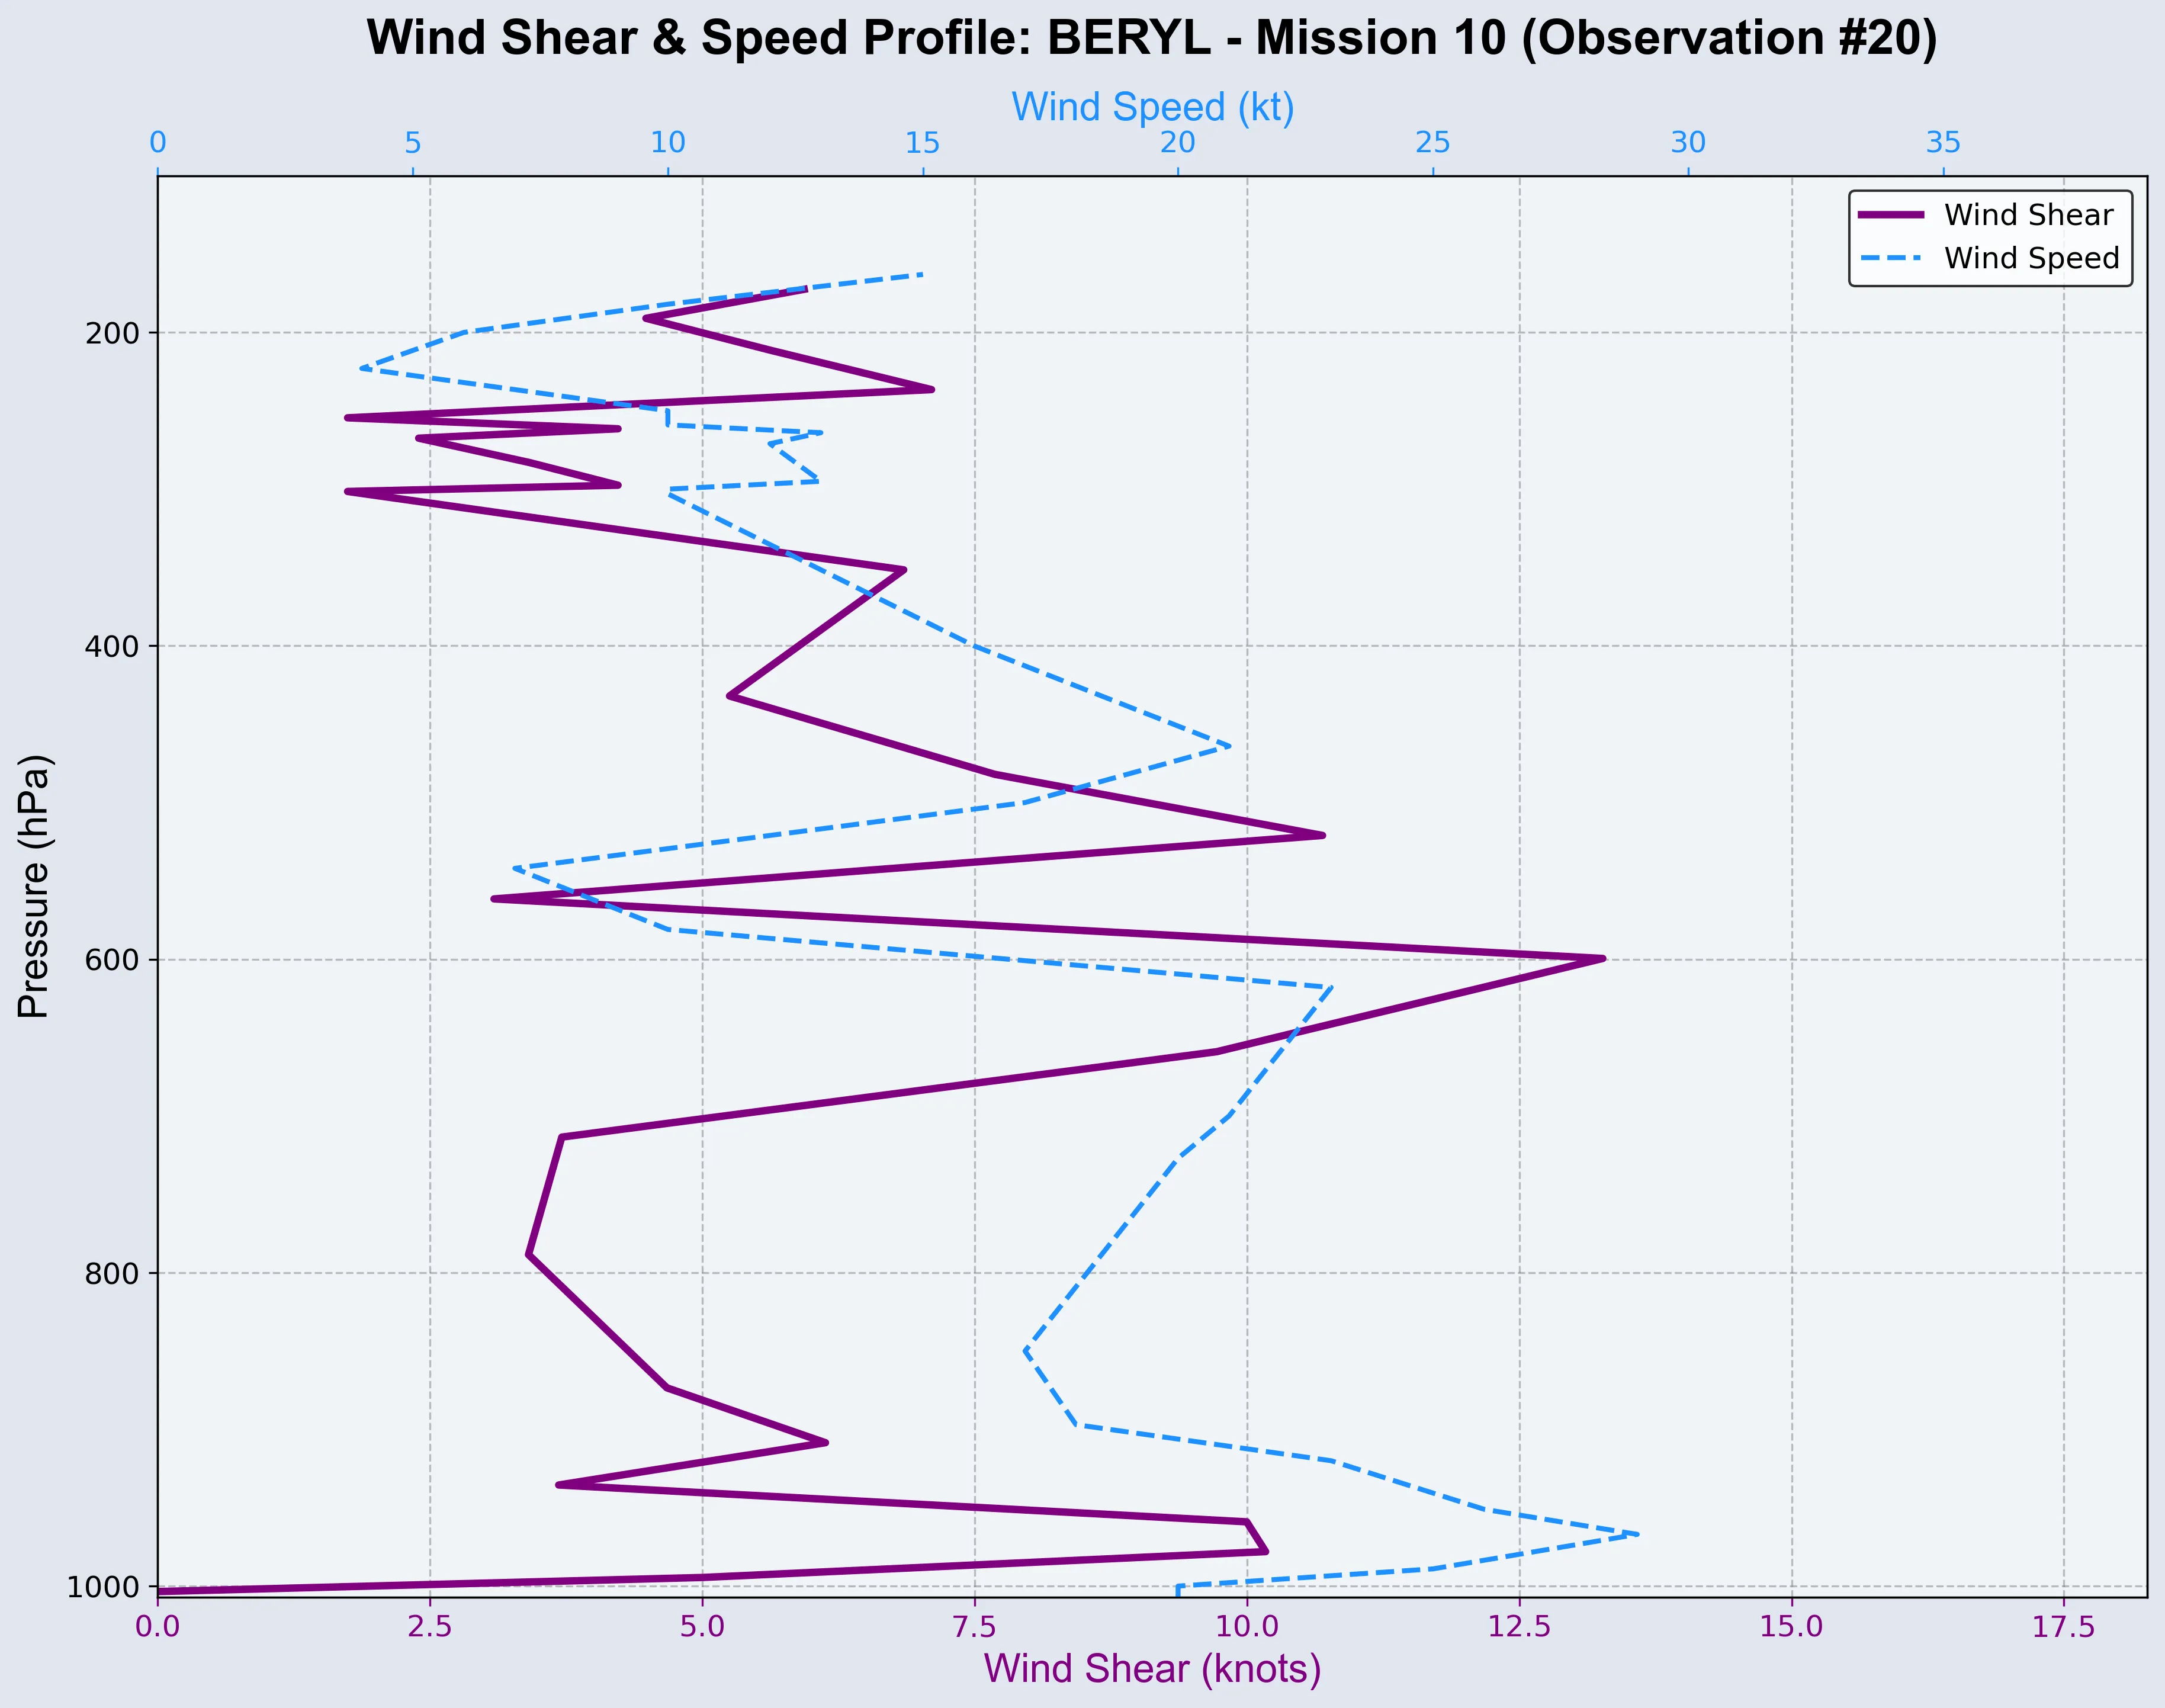 Wind Shear & Speed Profile: BERYL - Mission 10 (Observation #20)
Wind Speed (kt)
0 5 10 15 20 25 30 35
Wind Shear
Wind Speed
200
400
600
800
1000
Pressure (hPa)
0.0 2.5 5.0 7.5 10.0 12.5 15.0 17.5
Wind Shear (knots)